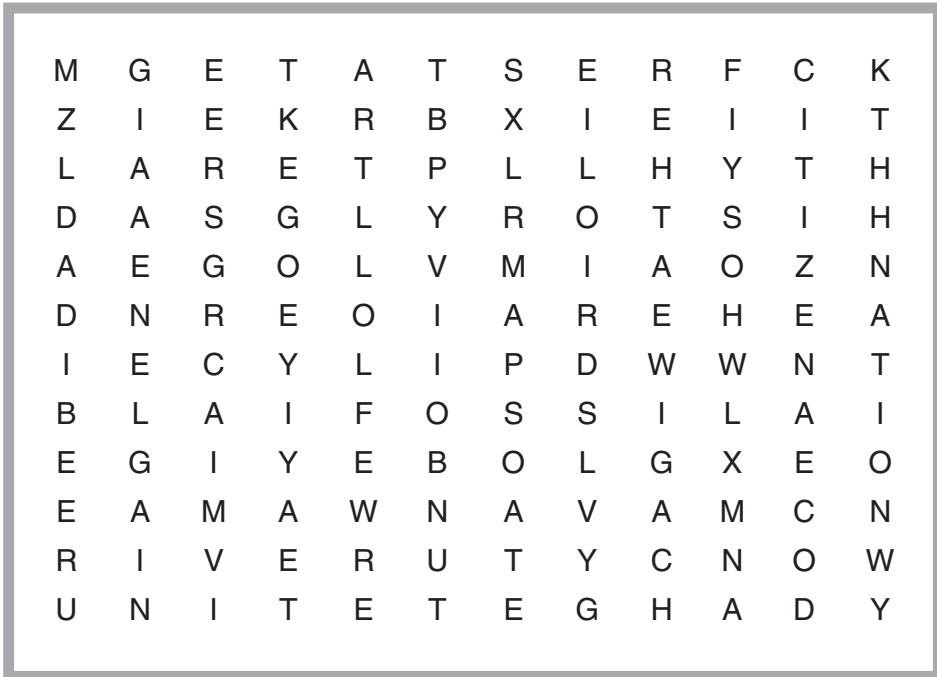 M G E T A T S E R F C K
Z I E K R B X I E I I T
L A R E T P L L H Y T H
D A S G L Y R O T S I H
A E G O L V M I A O Z N
D N R E O I A R E H E A
I E C Y L I P D W W N T
B L A I F O S S I L A I
E G I Y E B O L G X E O
E A M A W N A V A M C N
R I V E R U T Y C N O W
U N I T E T E G H A D Y